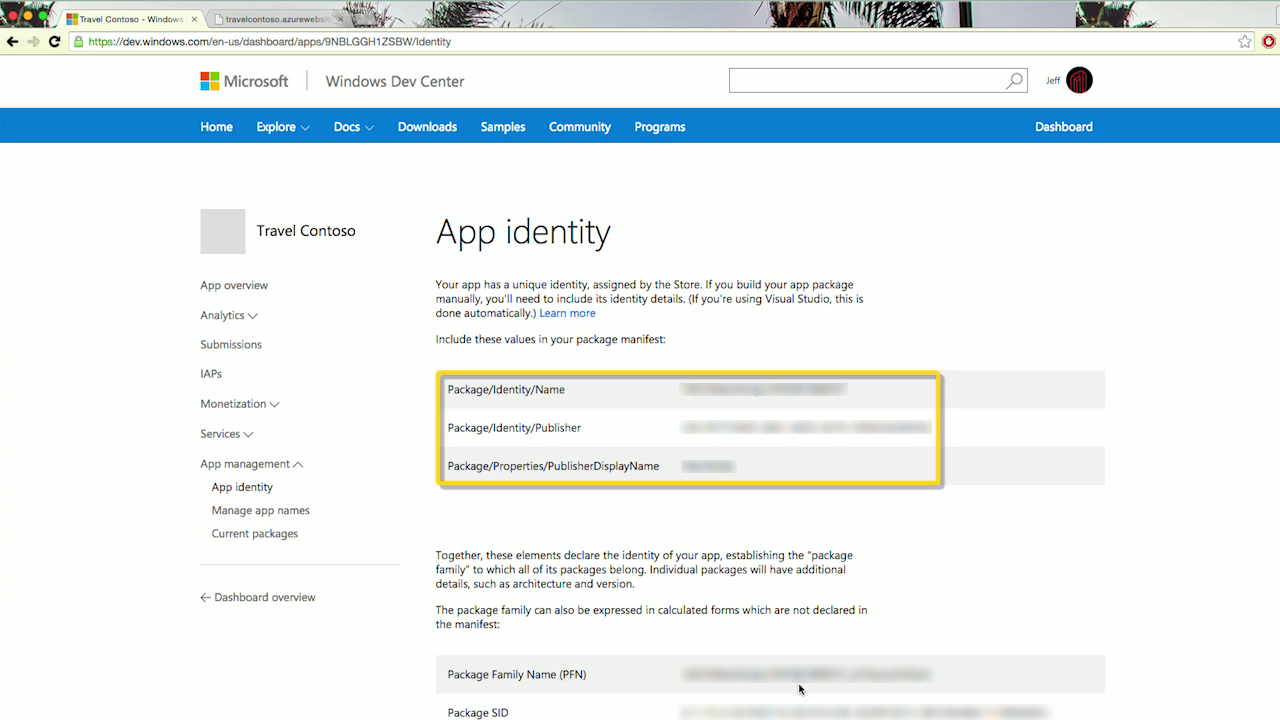 Travel Contoso - Windows
travelcontoso.azurewebsit
https://dev.windows.com/en-us/dashboard/apps/9NBLGGH1ZSBW/Identity
Microsoft
Windows Dev Center
Jeff
Home Explore Docs Downloads Samples Community Programs Dashboard
Travel Contoso
App overview
Analytics
Submissions
IAPs
Monetization
Services
App management
App identity
Manage app names
Current packages
Dashboard overview
App identity
Your app has a unique identity, assigned by the Store. If you build your app package
manually, you'll need to include its identity details. (If you're using Visual Studio, this is
done automatically.) Learn more
Include these values in your package manifest:
Package/Identity/Name
Package/Identity/Publisher
Package/Properties/PublisherDisplayName
Together, these elements declare the identity of your app, establishing the "package
family" to which all of its packages belong. Individual packages will have additional
details, such as architecture and version.
The package family can also be expressed in calculated forms which are not declared in
the manifest:
Package Family Name (PFN)
Package SID